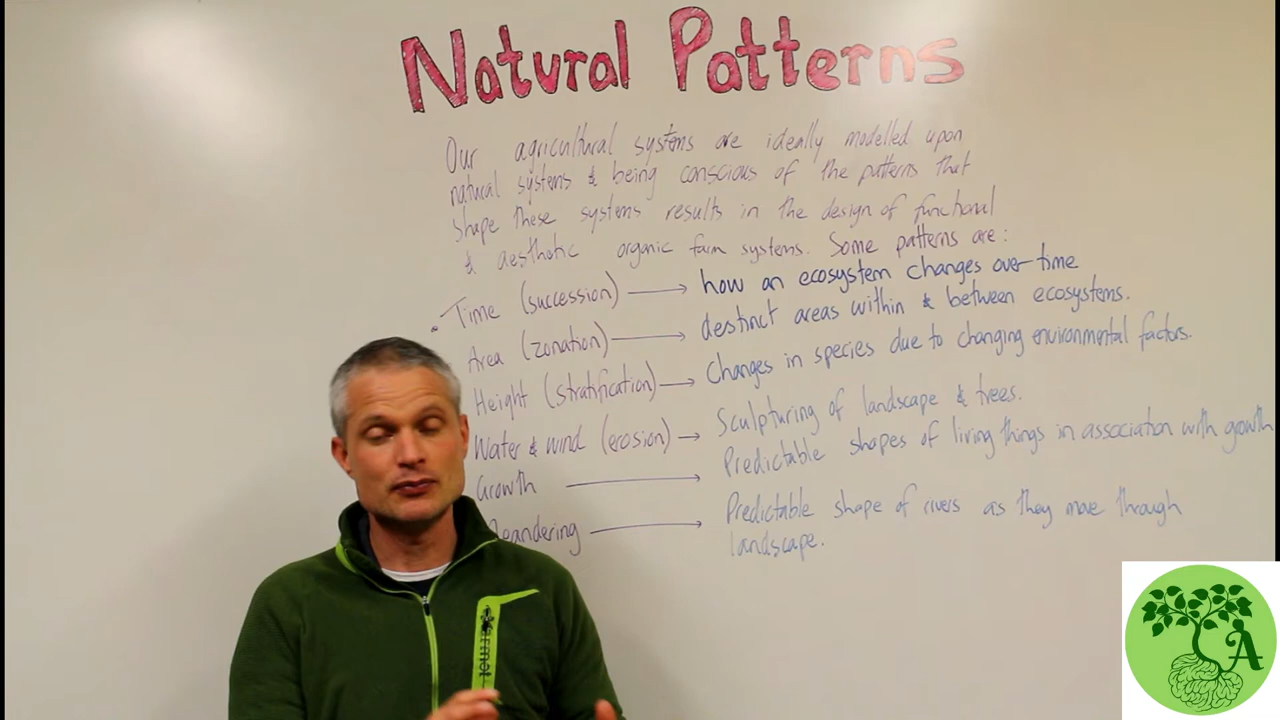 Natural Patterns
Our agricultural systems are ideally modelled upon
natural systems & being conscious of the patterns that
shape these systems results in the design of functional
& aesthetic organic farm systems. Some patterns are:
Time (succession) → how an ecosystem changes over time
Area (zonation) → destinct areas within & between ecosystems.
Height (stratification) → Changes in species due to changing environmental factors.
Water & wind (erosion) → Sculpturing of landscape & trees.
Growth → Predictable shapes of living things in association with growth
eandering → Predictable shape of rivers as they move through
landscape.
A